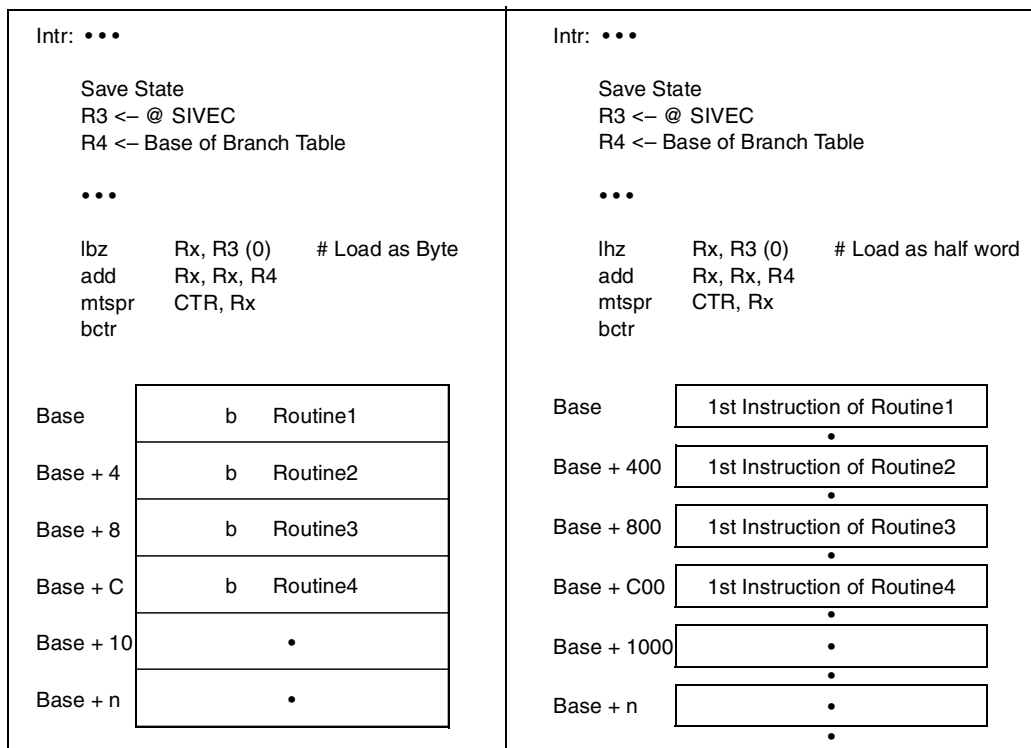 Intr: •••
Save State
R3 <– @ SIVEC
R4 <– Base of Branch Table
•••
lbz Rx, R3 (0) # Load as Byte
add Rx, Rx, R4
mtspr CTR, Rx
bctr
Base b Routine1
Base + 4 b Routine2
Base + 8 b Routine3
Base + C b Routine4
Base + 10 •
Base + n •
Intr: •••
Save State
R3 <– @ SIVEC
R4 <– Base of Branch Table
•••
lhz Rx, R3 (0) # Load as half word
add Rx, Rx, R4
mtspr CTR, Rx
bctr
Base 1st Instruction of Routine1
•
Base + 400 1st Instruction of Routine2
•
Base + 800 1st Instruction of Routine3
•
Base + C00 1st Instruction of Routine4
•
Base + 1000 •
•
Base + n •
•